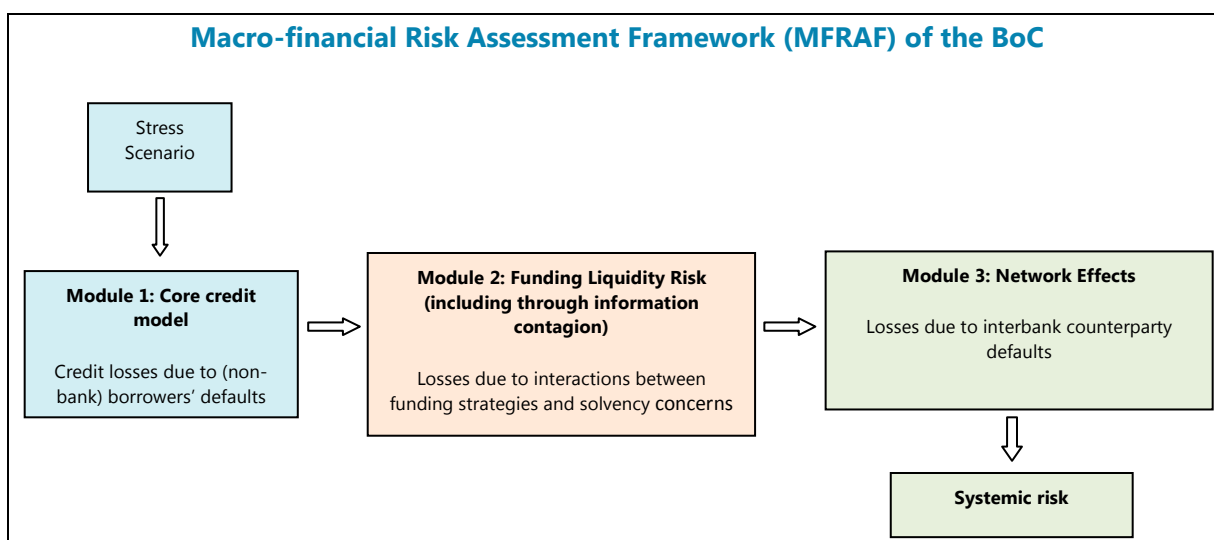 Macro-financial Risk Assessment Framework (MFRAF) of the BoC
Stress
Scenario
Module 1: Core credit
model
Credit losses due to (non-
bank) borrowers’ defaults
Module 2: Funding Liquidity Risk
(including through information
contagion)
Losses due to interactions between
funding strategies and solvency concerns
Module 3: Network Effects
Losses due to interbank counterparty
defaults
Systemic risk